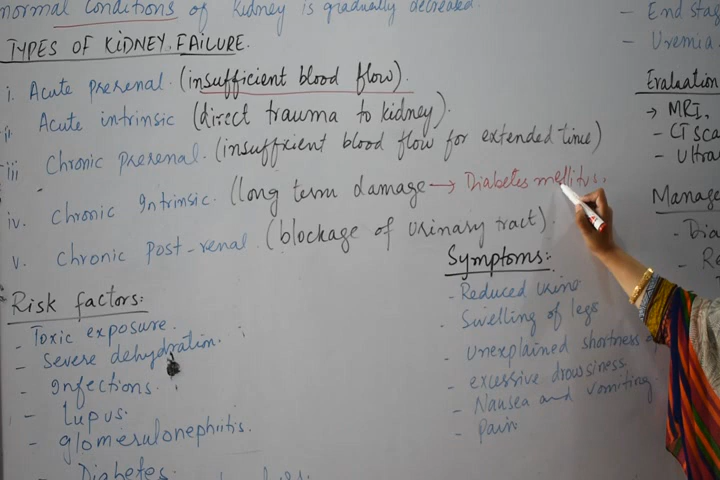 normal conditions of Kidney is gradually decreased.
TYPES OF KIDNEY FAILURE.
i. Acute prerenal. (insufficient blood flow).
ii Acute intrinsic (direct trauma to kidney).
iii Chronic prerenal. (insuffixient blood flow for extended time)
iv. Chronic Intrinsic. (long term damage → Diabetes mellitus.
v. Chronic post-renal. (blockage of urinary tract).
Risk factors:
- Toxic exposure.
- Severe dehydration.
- Infections.
- Lupus.
- glomerulonephritis.
- Diabetes.
Symptoms:
- Reduced urine
- Swelling of legs
- Unexplained shortness
- excessive drowsiness
- Nausea and vomiting
- Pain
- End stag
- Uremia
Evaluation
→ MRI.
- CT Sca
- Ultra
Manage
- Dia
- Re